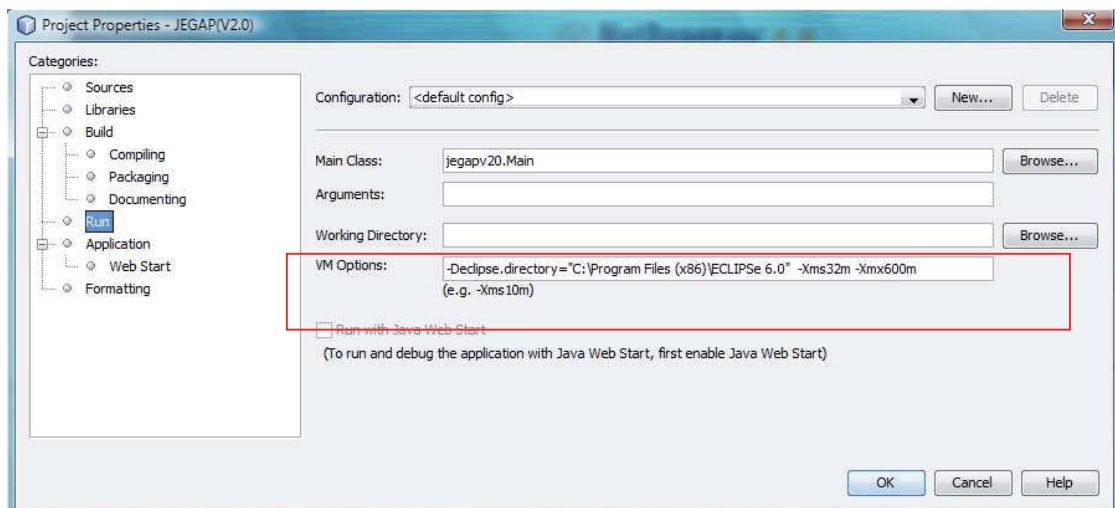 Project Properties - JEGAP(V2.0)
Categories:
Sources
Libraries
Build
Compiling
Packaging
Documenting
Run
Application
Web Start
Formatting
Configuration: <default config> New... Delete
Main Class: jegapv20.Main Browse...
Arguments:
Working Directory: Browse...
VM Options: -Declipse.directory="C:\Program Files (x86)\ECLIPSe 6.0" -Xms32m -Xmx600m
(e.g. -Xms10m)
Run with Java Web Start
(To run and debug the application with Java Web Start, first enable Java Web Start)
OK Cancel Help